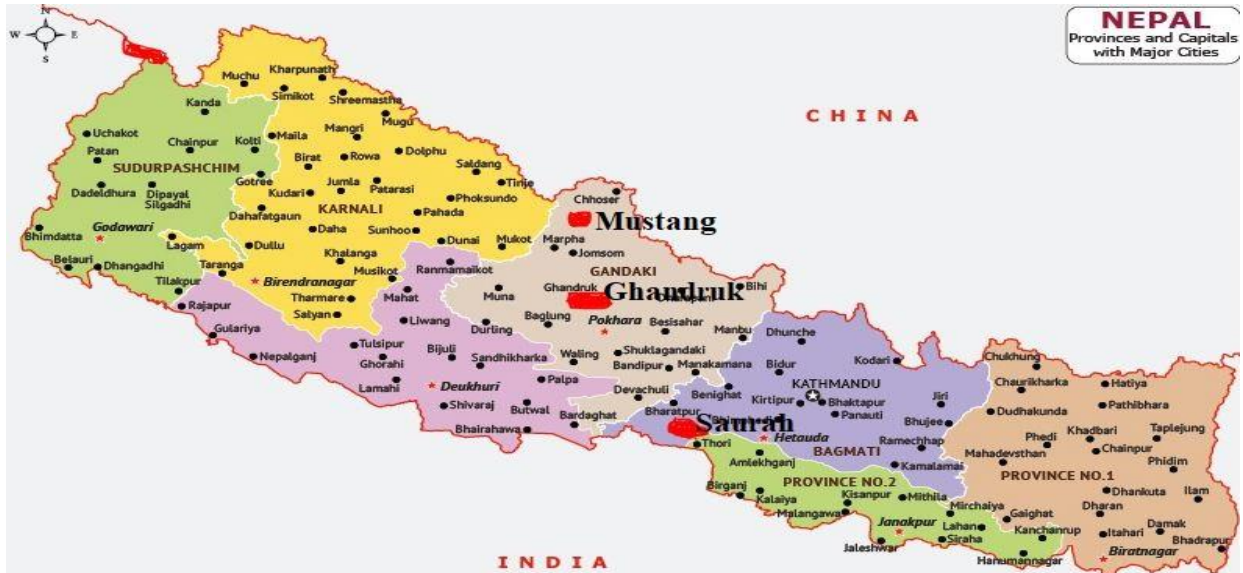 N
W E
S
NEPAL
Provinces and Capitals
with Major Cities
CHINA
Muchu
Kharpunath
Simikot
Shreemastha
Mugu
Kanda
Uchakot
Chainpur
Kolti
Maila
Mangri
Patan
Birat
Rowa
Dolphu
SUDURPASHCHIM
Saldang
Tinje
Gotree
Dadeldhura
Dipayal
Silgadhi
Kudari
Jumla
Patarasi
Phoksundo
Chhoser
KARNALI
Dahafatgaun
Pahada
Mustang
Bhimdatta
Godawari
Daha
Sunhoo
Lagam
Dullu
Dunai
Mukot
Marpha
Jomsom
Belauri
Dhangadhi
Taranga
Khalanga
Ranmamaikot
GANDAKI
Tilakpur
Birendranagar
Musikot
Mahat
Muna
Ghandruk
Ghandruk
Bihi
Rajapur
Tharmare
Salyan
Liwang
Durling
Baglung
Pokhara
Besisahar
Manbu
Dhunche
Gulariya
Tulsipur
Bijuli
Sandhikharka
Waling
Shuklagandaki
Bandipur
Manakamana
Bidur
Kodari
Chukhung
Nepalganj
Ghorahi
Lamahi
Deukhuri
Palpa
Devachuli
Benighat
KATHMANDU
Chaurikharka
Hatiya
Shivaraj
Butwal
Bardaghat
Bharatpur
Kirtipur
Bhaktapur
Panauti
Jiri
Dudhakunda
Pathibhara
Bhairahawa
Saurah
Bhujee
Thori
Hetauda
Ramechhap
Phedi
Khadbari
Chainpur
Taplejung
BAGMATI
Amlekhganj
Kamalamai
Mahadevsthan
Phidim
Birganj
PROVINCE NO.2
PROVINCE NO.1
Kalaiya
Kisanpur
Mithila
Dhankuta
Ilam
Malangawa
Mirchaiya
Gaighat
Dharan
Janakpur
Lahan
Kanchanrup
Itahari
Damak
Jaleshwar
Siraha
Hanumannagar
Biratnagar
Bhadrapur
INDIA